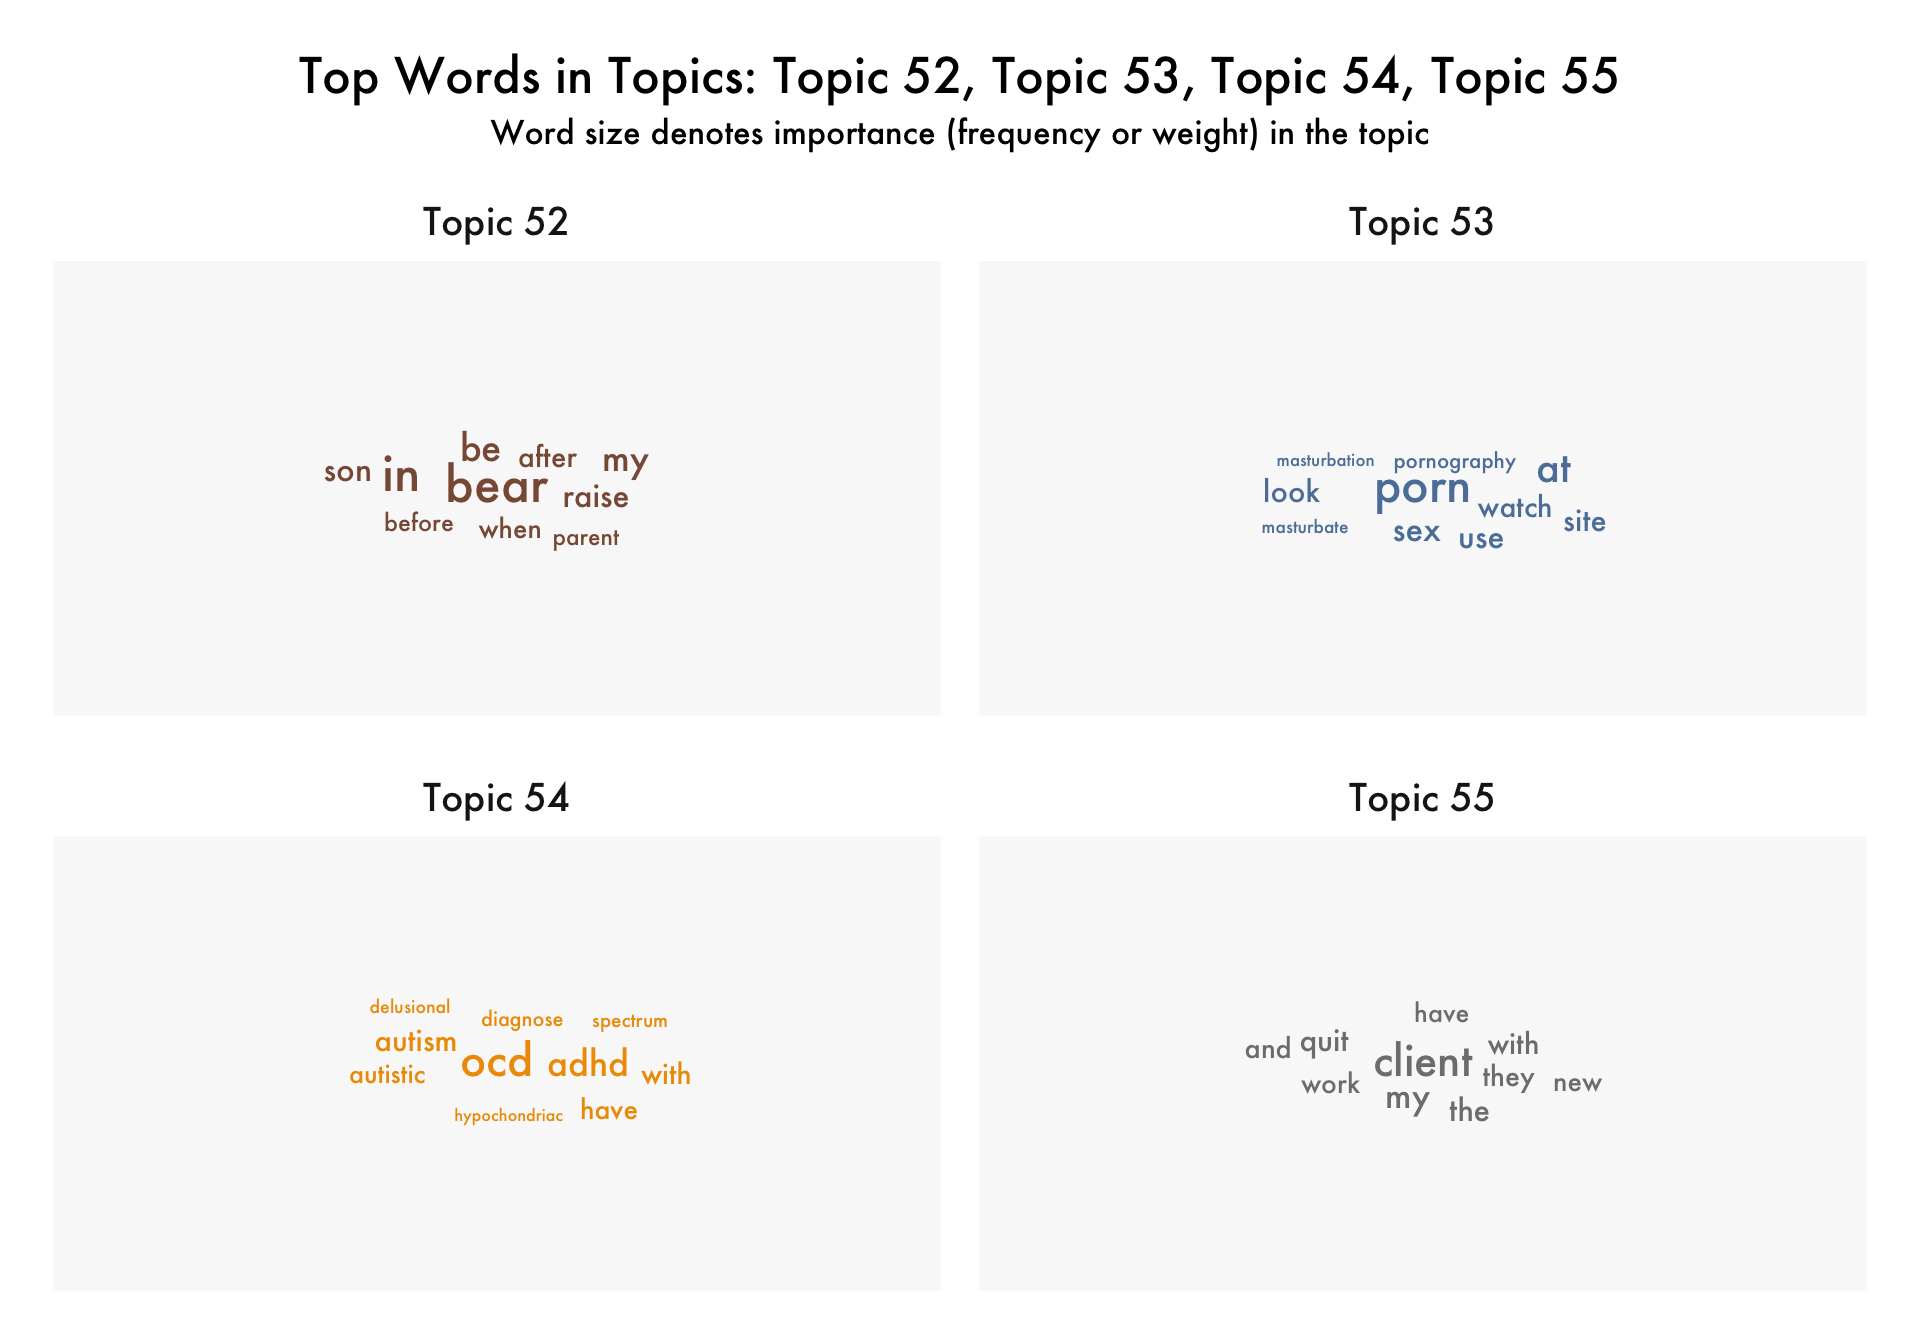 Top Words in Topics: Topic 52, Topic 53, Topic 54, Topic 55
Word size denotes importance (frequency or weight) in the topic
Topic 52
be
after
my
son
in
bear
raise
before
when
parent
Topic 53
masturbation
pornography
at
look
porn
watch
site
masturbate
sex
use
Topic 54
delusional
diagnose
spectrum
autism
ocd
adhd
with
autistic
hypochondriac
have
Topic 55
have
and
quit
client
with
work
they
new
my
the